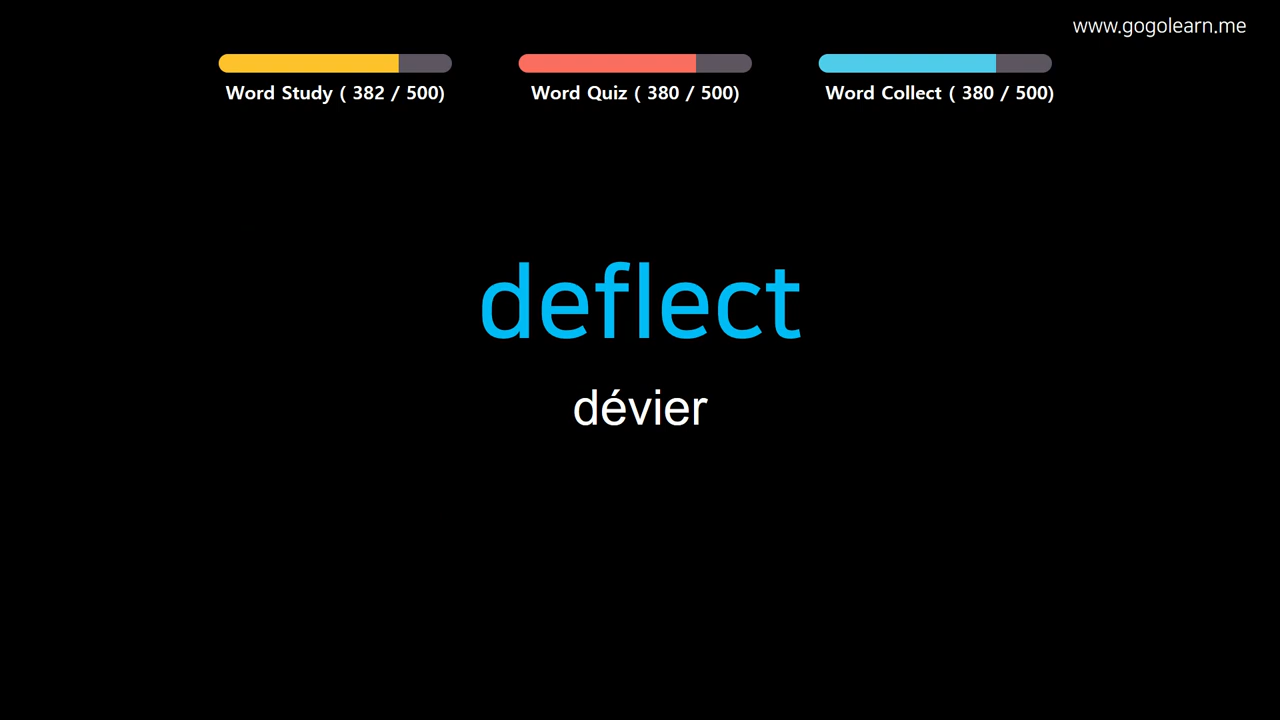 www.gogolearn.me
Word Study ( 382 / 500)
Word Quiz ( 380 / 500)
Word Collect ( 380 / 500)
deflect
dévier